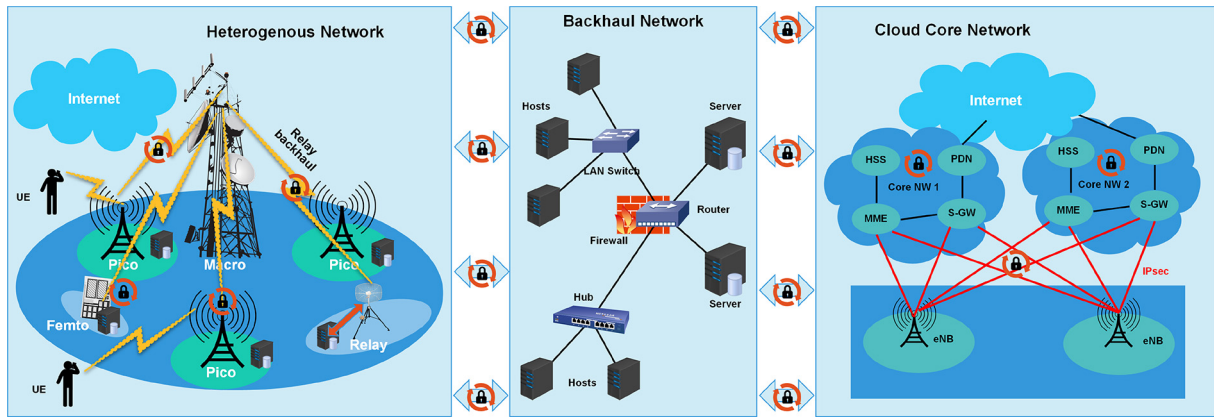 Heterogenous Network
Internet
Relay
backhaul
UE
Pico
Macro
Pico
Femto
Pico
Relay
UE
Backhaul Network
Hosts
Server
LAN Switch
Router
Firewall
Server
Hub
Hosts
Cloud Core Network
Internet
HSS
PDN
Core NW 1
MME
S-GW
HSS
PDN
Core NW 2
MME
S-GW
IPsec
eNB
eNB